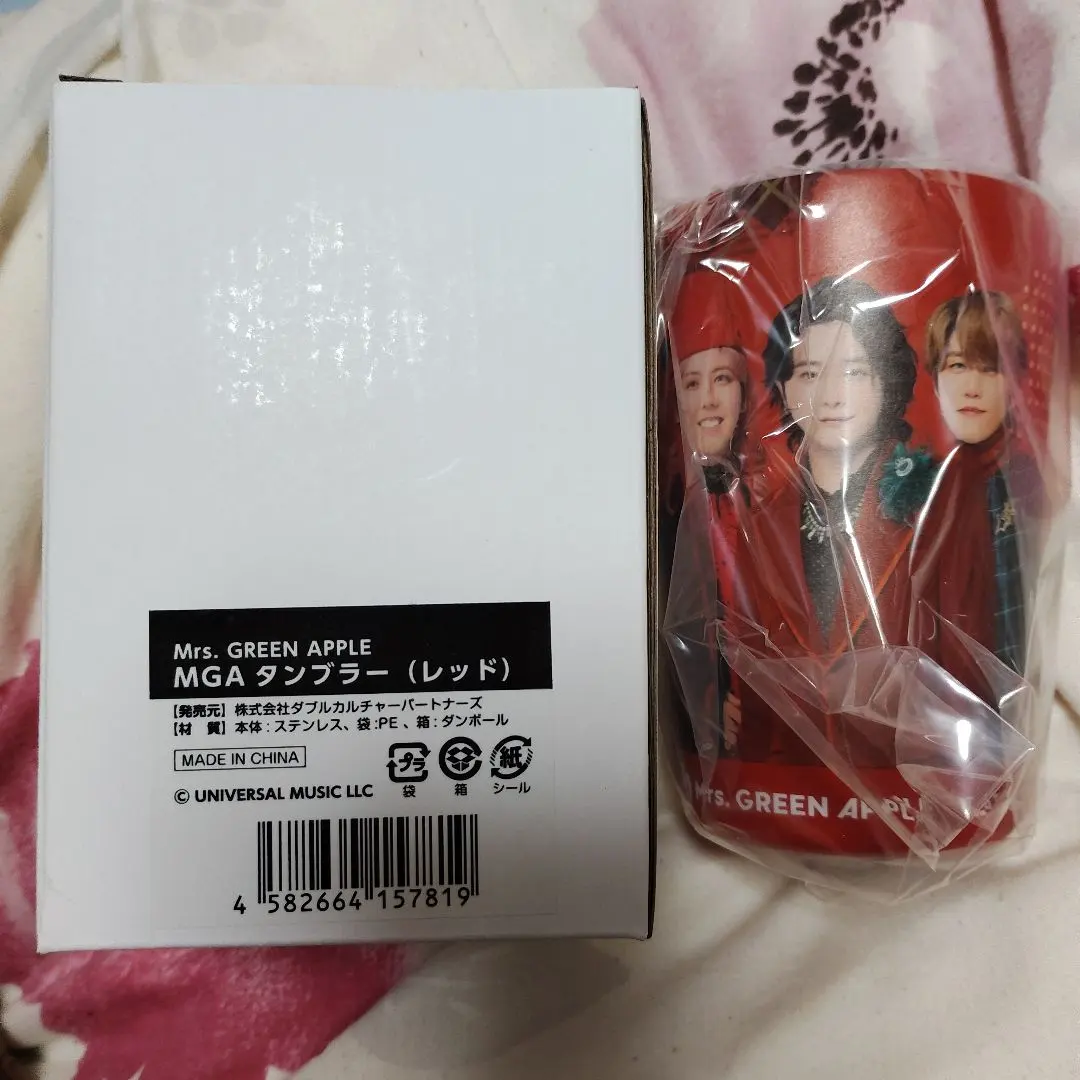 Mrs. GREEN APPLE
MGA タンブラー（レッド）
【発売元】株式会社ダブルカルチャーパートナーズ
【材　質】本体：ステンレス、袋：PE、箱：ダンボール
MADE IN CHINA
プラ
紙
袋
箱
シール
© UNIVERSAL MUSIC LLC
4 582664 157819
Mrs. GREEN APPLE